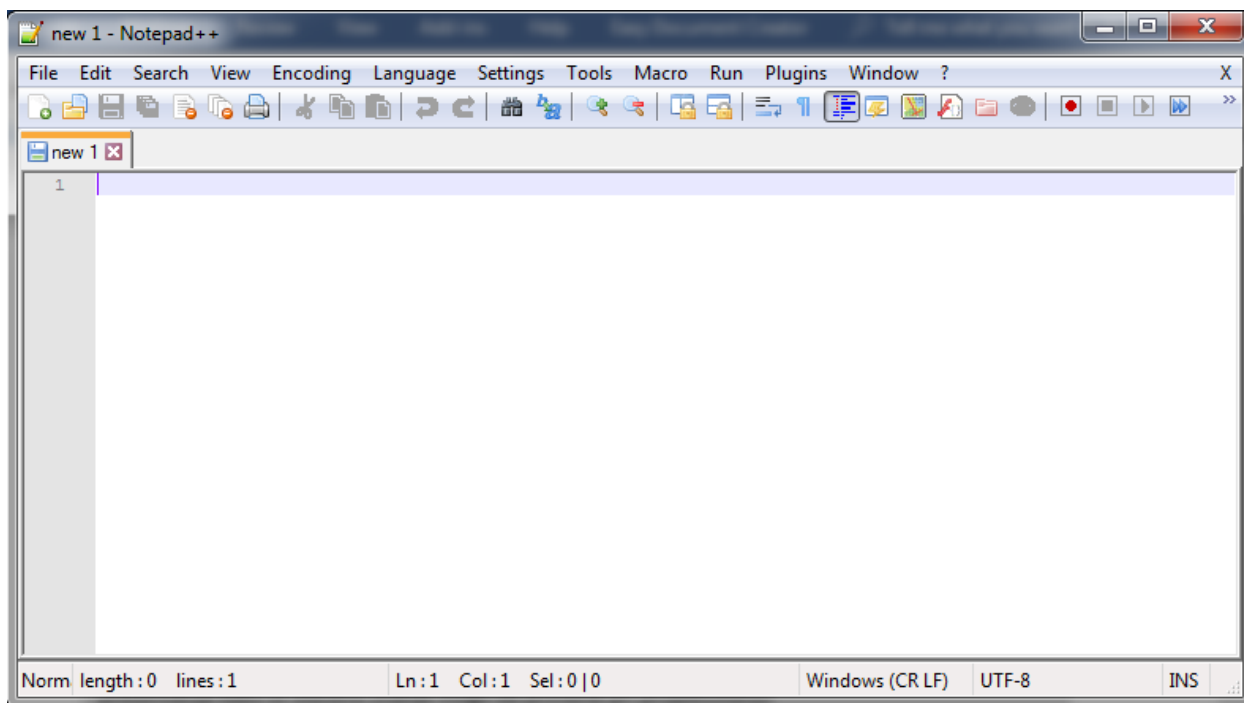 new 1 - Notepad++
File Edit Search View Encoding Language Settings Tools Macro Run Plugins Window ? X
new 1
1
Norm length : 0 lines : 1 Ln : 1 Col : 1 Sel : 0 | 0 Windows (CR LF) UTF-8 INS